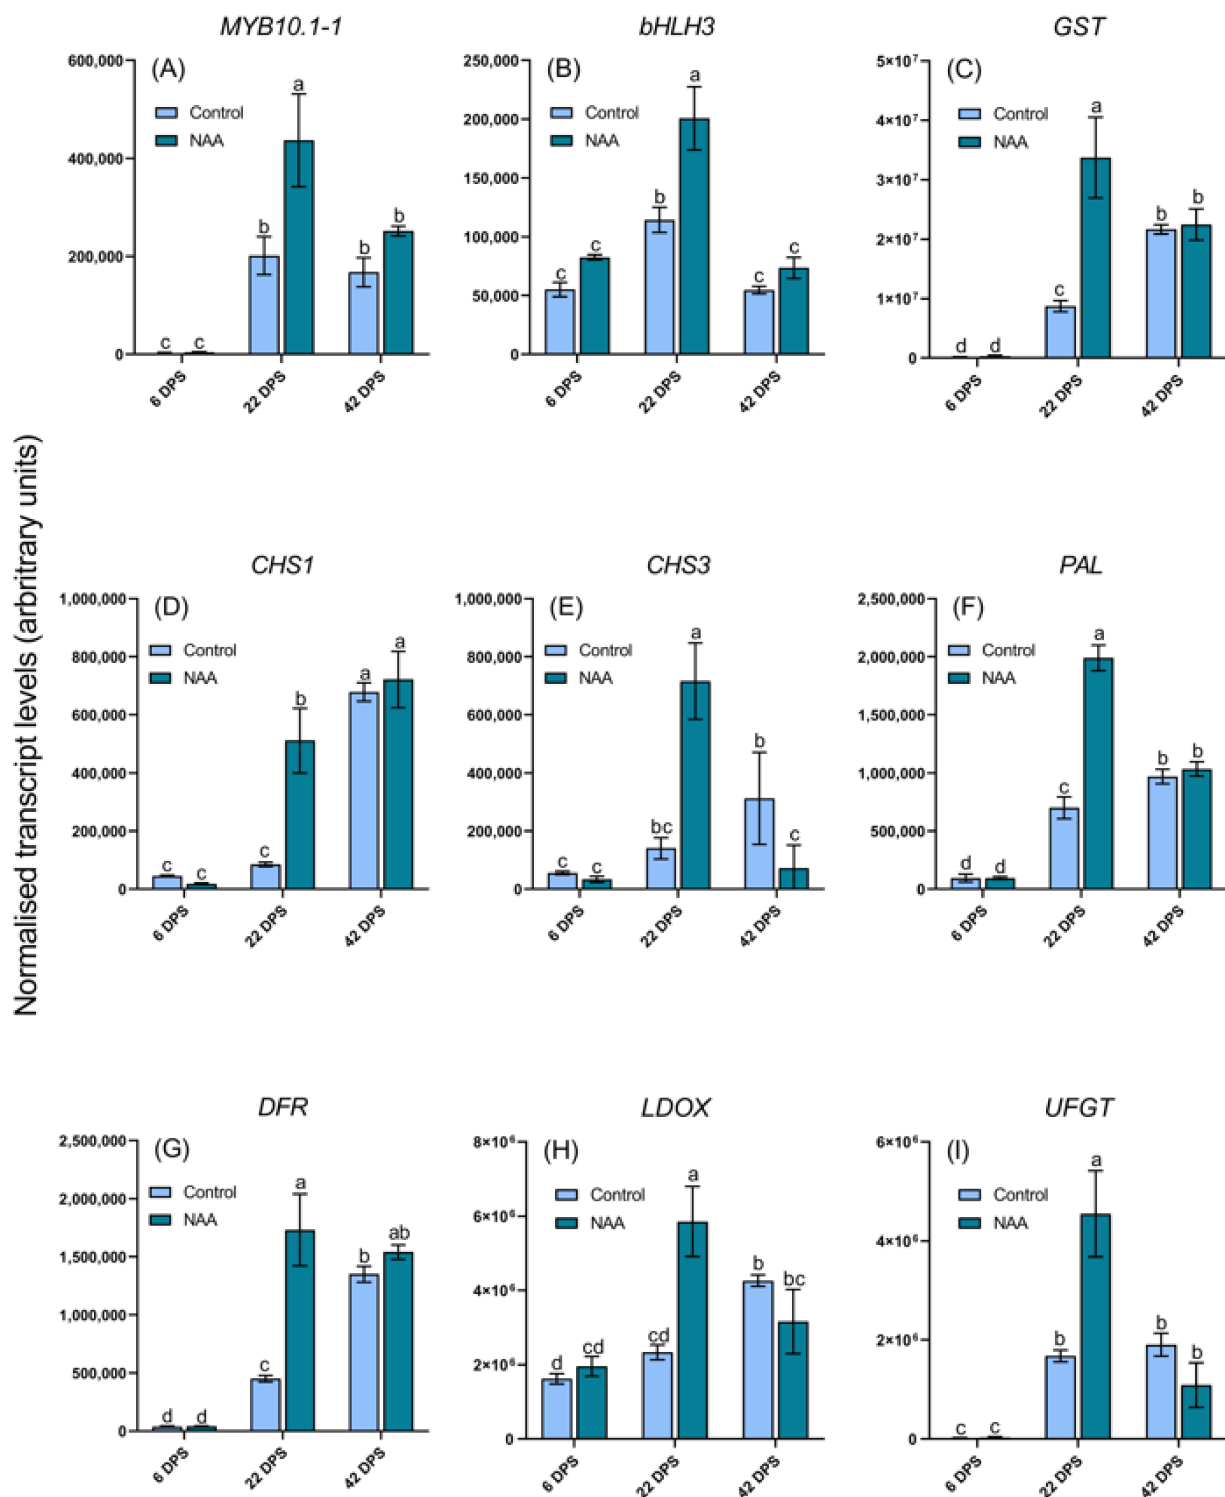 MYB10.1-1
bHLH3
GST
600,000
400,000
200,000
0
(A)
Control
NAA
c
c
b
a
b
b
6 DPS
22 DPS
42 DPS
250,000
200,000
150,000
100,000
50,000
0
(B)
Control
NAA
c
c
b
a
c
c
6 DPS
22 DPS
42 DPS
5×10⁷
4×10⁷
3×10⁷
2×10⁷
1×10⁷
0
(C)
Control
NAA
d
d
c
a
b
b
6 DPS
22 DPS
42 DPS
Normalised transcript levels (arbritrary units)
CHS1
CHS3
PAL
1,000,000
800,000
600,000
400,000
200,000
0
(D)
Control
NAA
c
c
c
b
a
a
6 DPS
22 DPS
42 DPS
1,000,000
800,000
600,000
400,000
200,000
0
(E)
Control
NAA
c
c
bc
a
b
c
6 DPS
22 DPS
42 DPS
2,500,000
2,000,000
1,500,000
1,000,000
500,000
0
(F)
Control
NAA
d
d
c
a
b
b
6 DPS
22 DPS
42 DPS
DFR
LDOX
UFGT
2,500,000
2,000,000
1,500,000
1,000,000
500,000
0
(G)
Control
NAA
d
d
c
a
b
ab
6 DPS
22 DPS
42 DPS
8×10⁶
6×10⁶
4×10⁶
2×10⁶
0
(H)
Control
NAA
d
cd
cd
a
b
bc
6 DPS
22 DPS
42 DPS
6×10⁶
4×10⁶
2×10⁶
0
(I)
Control
NAA
c
c
b
a
b
b
6 DPS
22 DPS
42 DPS